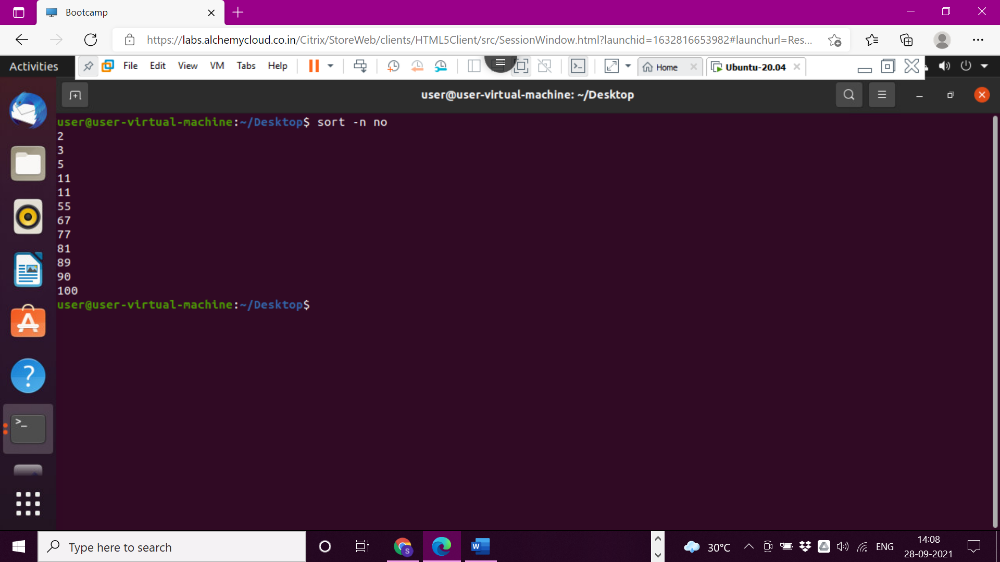 Bootcamp
https://labs.alchemycloud.co.in/Citrix/StoreWeb/clients/HTML5Client/src/SessionWindow.html?launchid=1632816653982#launchurl=Res...
Activities File Edit View VM Tabs Help Home Ubuntu-20.04
user@user-virtual-machine: ~/Desktop
user@user-virtual-machine:~/Desktop$ sort -n no
2
3
5
11
11
55
67
77
81
89
90
100
user@user-virtual-machine:~/Desktop$
Type here to search
30°C
ENG
14:08
28-09-2021